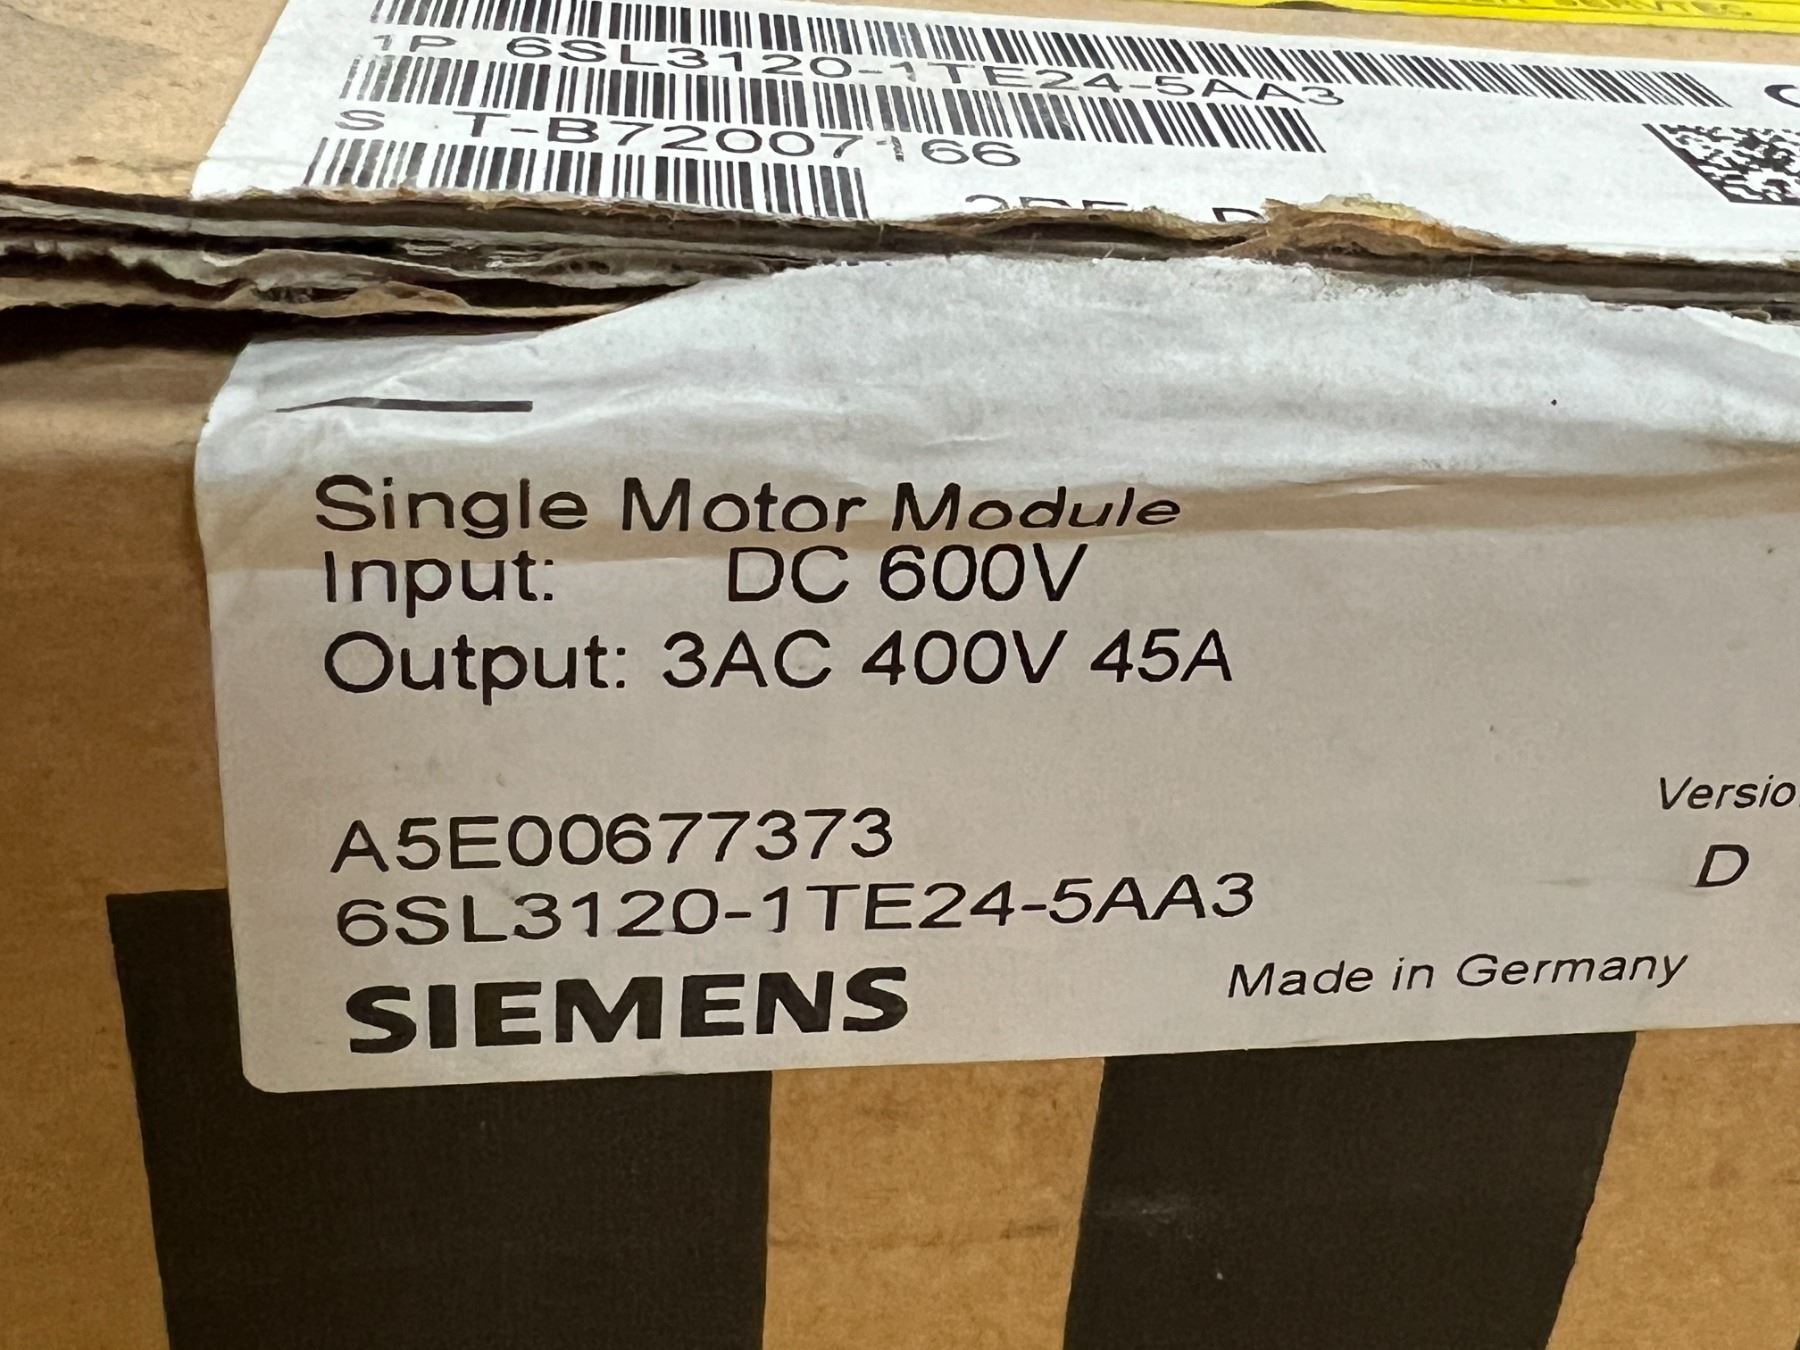 1P 6SL3120-1TE24-5AA3
S T-B72007166
Single Motor Module
Input: DC 600V
Output: 3AC 400V 45A
A5E00677373
Versio
D
6SL3120-1TE24-5AA3
Made in Germany
SIEMENS